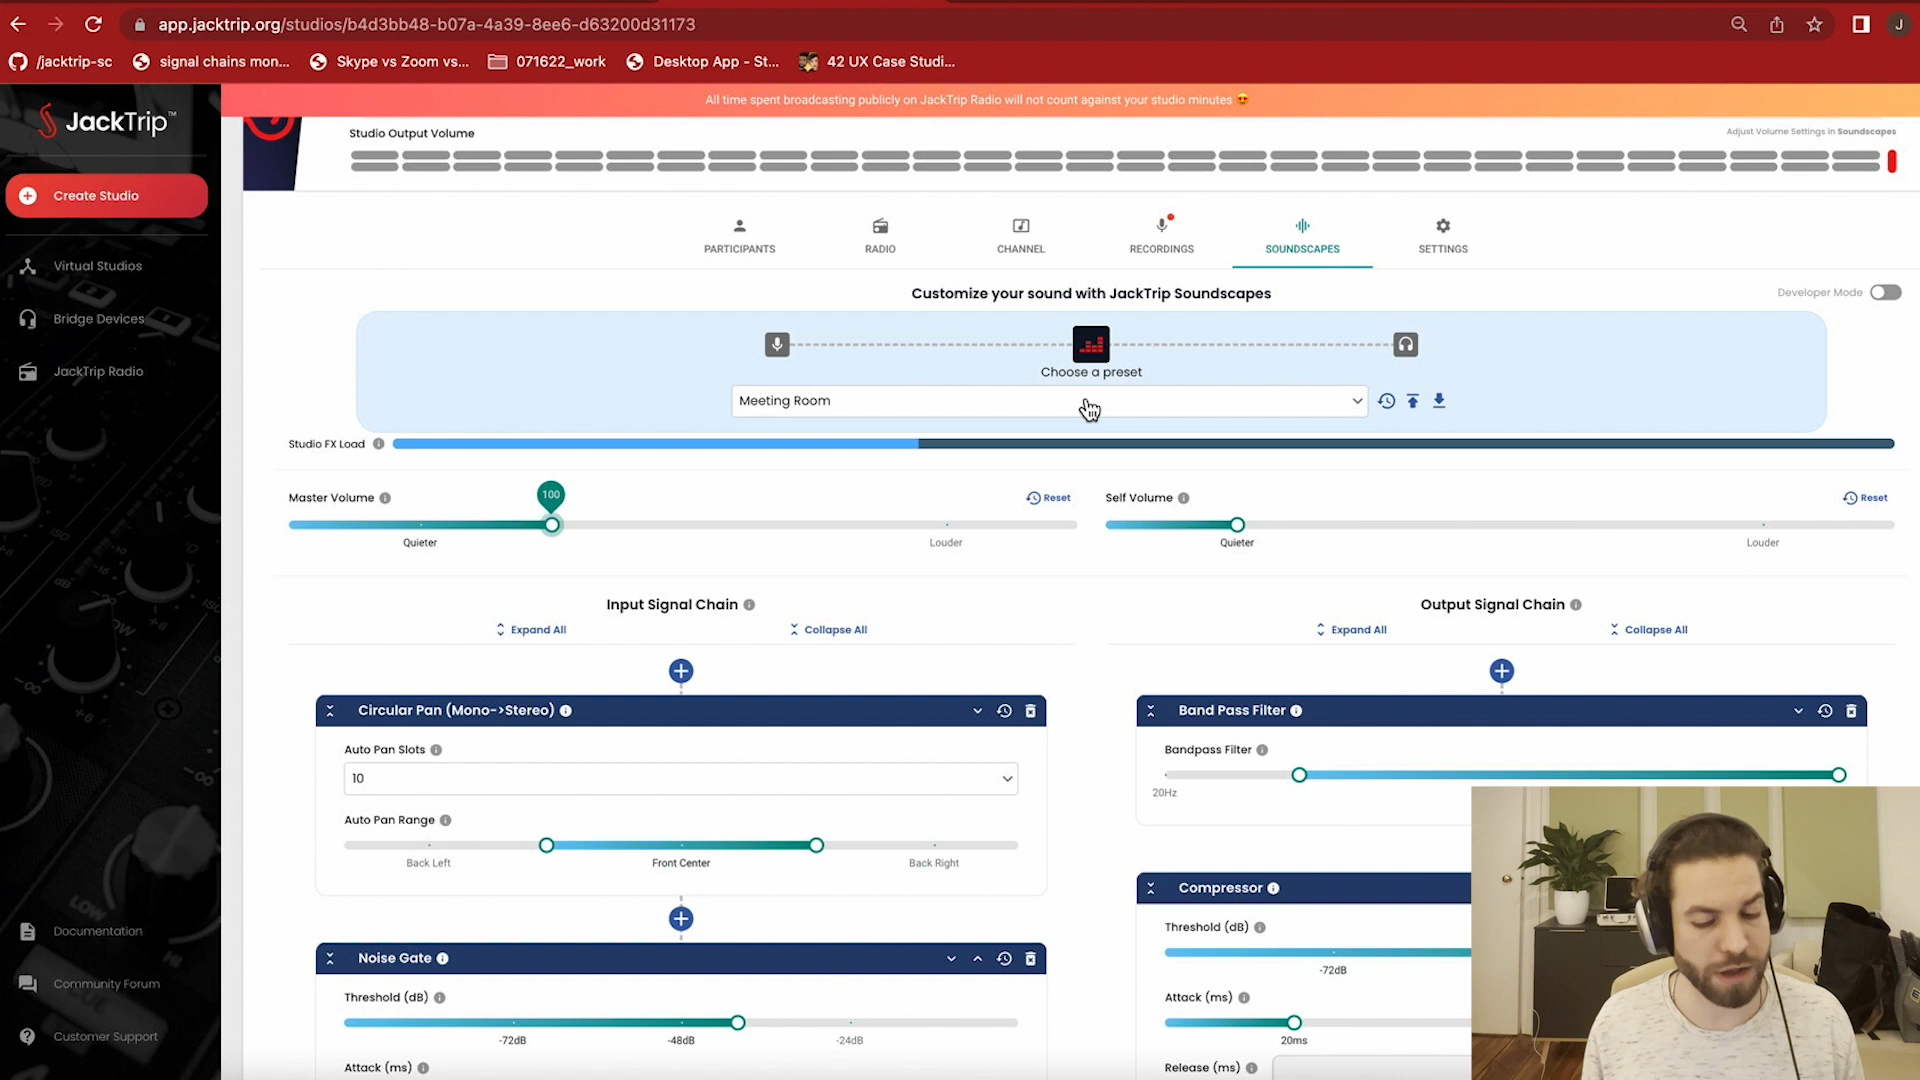 app.jacktrip.org/studios/b4d3bb48-b07a-4a39-8ee6-d63200d31173
J
/jacktrip-sc
signal chains mon...
Skype vs Zoom vs...
071622_work
Desktop App - St...
42 UX Case Studi...
All time spent broadcasting publicly on JackTrip Radio will not count against your studio minutes 😍
JackTrip™
Create Studio
Virtual Studios
Bridge Devices
JackTrip Radio
Documentation
Community Forum
Customer Support
Studio Output Volume
Adjust Volume Settings in Soundscapes
PARTICIPANTS
RADIO
CHANNEL
RECORDINGS
SOUNDSCAPES
SETTINGS
Customize your sound with JackTrip Soundscapes
Developer Mode
Choose a preset
Meeting Room
Studio FX Load
Master Volume
100
Reset
Quieter
Louder
Self Volume
Reset
Quieter
Louder
Input Signal Chain
Expand All
Collapse All
Circular Pan (Mono->Stereo)
Auto Pan Slots
10
Auto Pan Range
Back Left
Front Center
Back Right
Noise Gate
Threshold (dB)
-72dB
-48dB
-24dB
Attack (ms)
Output Signal Chain
Expand All
Collapse All
Band Pass Filter
Bandpass Filter
20Hz
Compressor
Threshold (dB)
-72dB
Attack (ms)
20ms
Release (ms)